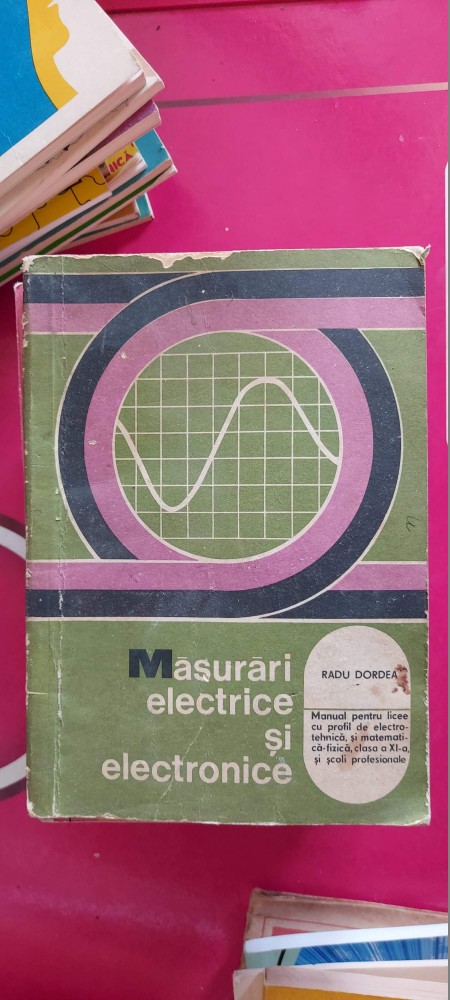 Măsurări
electrice
și
electronice
RADU DORDEA
Manual pentru licee
cu profil de electro-
tehnică, și matemati-
că-fizică, clasa a XI-a,
și școli profesionale